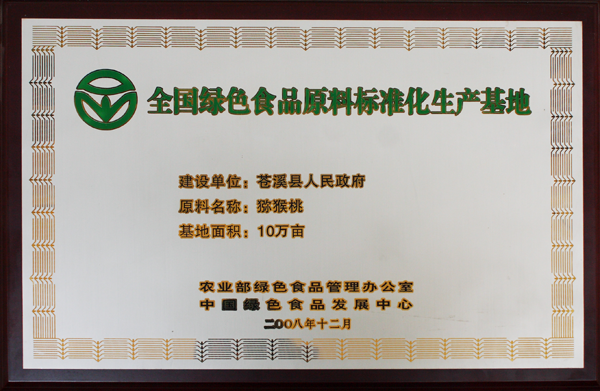 全国绿色食品原料标准化生产基地
建设单位：苍溪县人民政府
原料名称：猕猴桃
基地面积：10万亩
农业部绿色食品管理办公室
中国绿色食品发展中心
二〇〇八年十二月